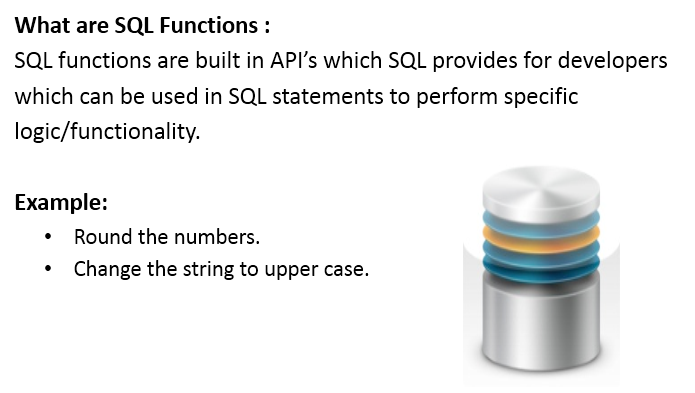 What are SQL Functions :
SQL functions are built in API’s which SQL provides for developers
which can be used in SQL statements to perform specific
logic/functionality.
Example:
• Round the numbers.
• Change the string to upper case.